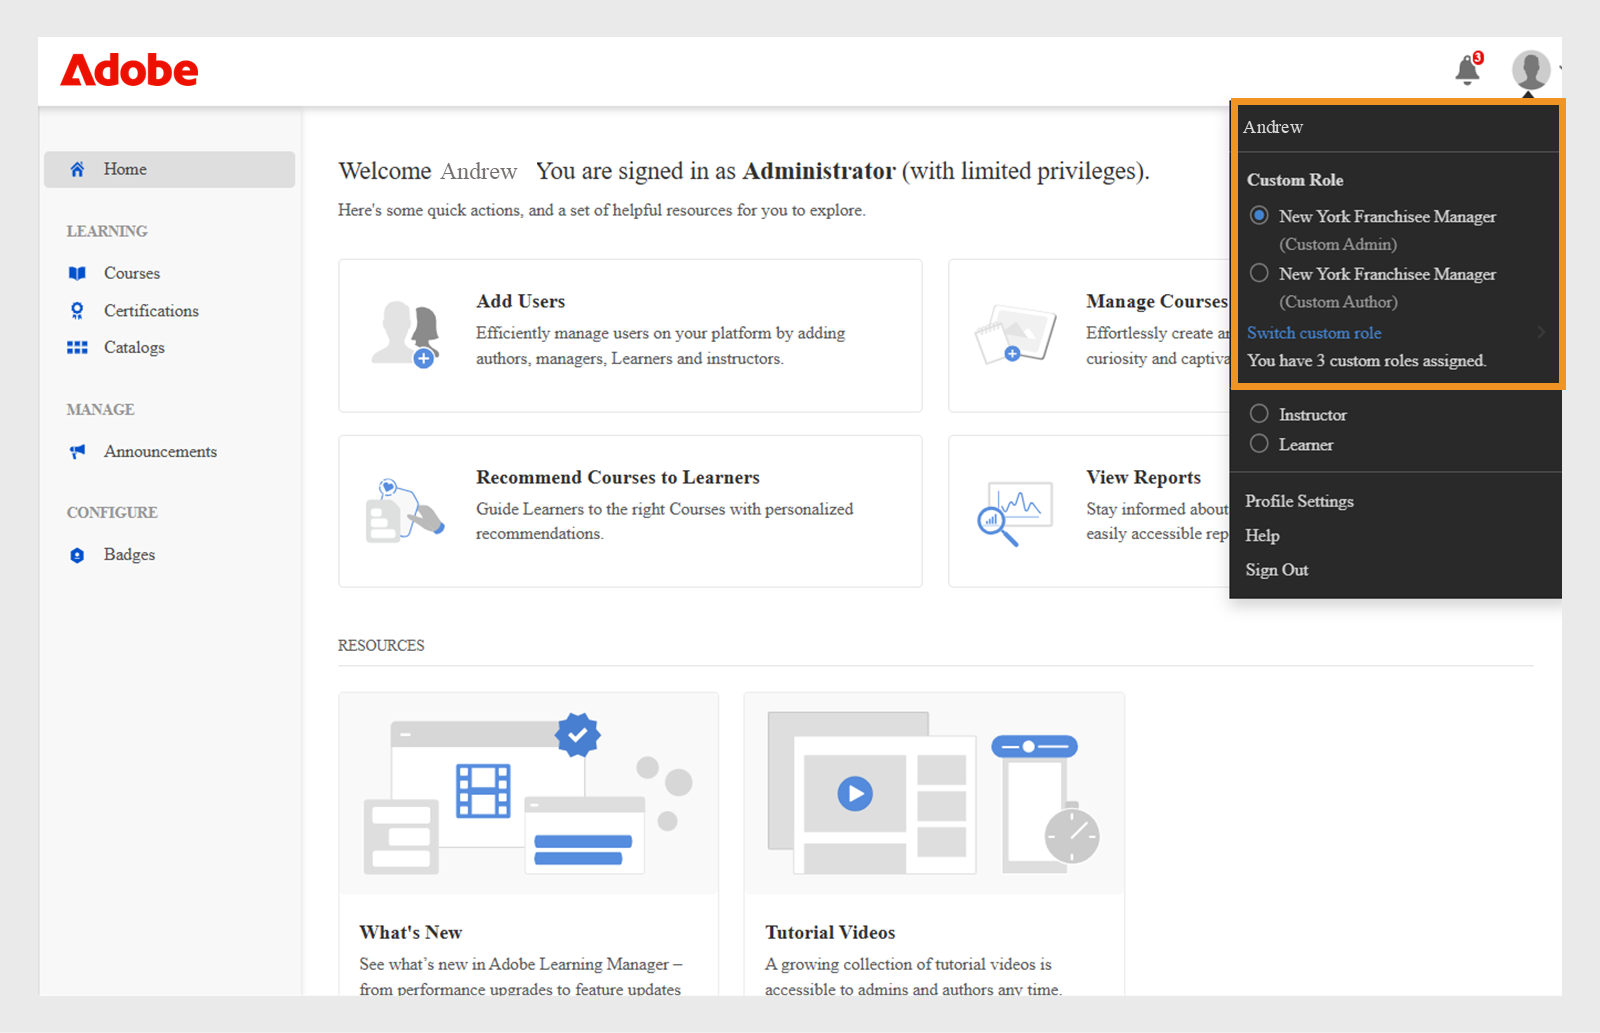 Adobe
3
Andrew
Custom Role
New York Franchisee Manager
(Custom Admin)
New York Franchisee Manager
(Custom Author)
Switch custom role
You have 3 custom roles assigned.
Instructor
Learner
Profile Settings
Help
Sign Out
Home
LEARNING
Courses
Certifications
Catalogs
MANAGE
Announcements
CONFIGURE
Badges
Welcome Andrew You are signed in as Administrator (with limited privileges).
Here's some quick actions, and a set of helpful resources for you to explore.
Add Users
Efficiently manage users on your platform by adding
authors, managers, Learners and instructors.
Manage Courses
Effortlessly create
curiosity and
Recommend Courses to Learners
Guide Learners to the right Courses with personalized
recommendations.
View Reports
Stay informed about
easily accessible
RESOURCES
What's New
See what’s new in Adobe Learning Manager –
from performance upgrades to feature updates
Tutorial Videos
A growing collection of tutorial videos is
accessible to admins and authors any time.